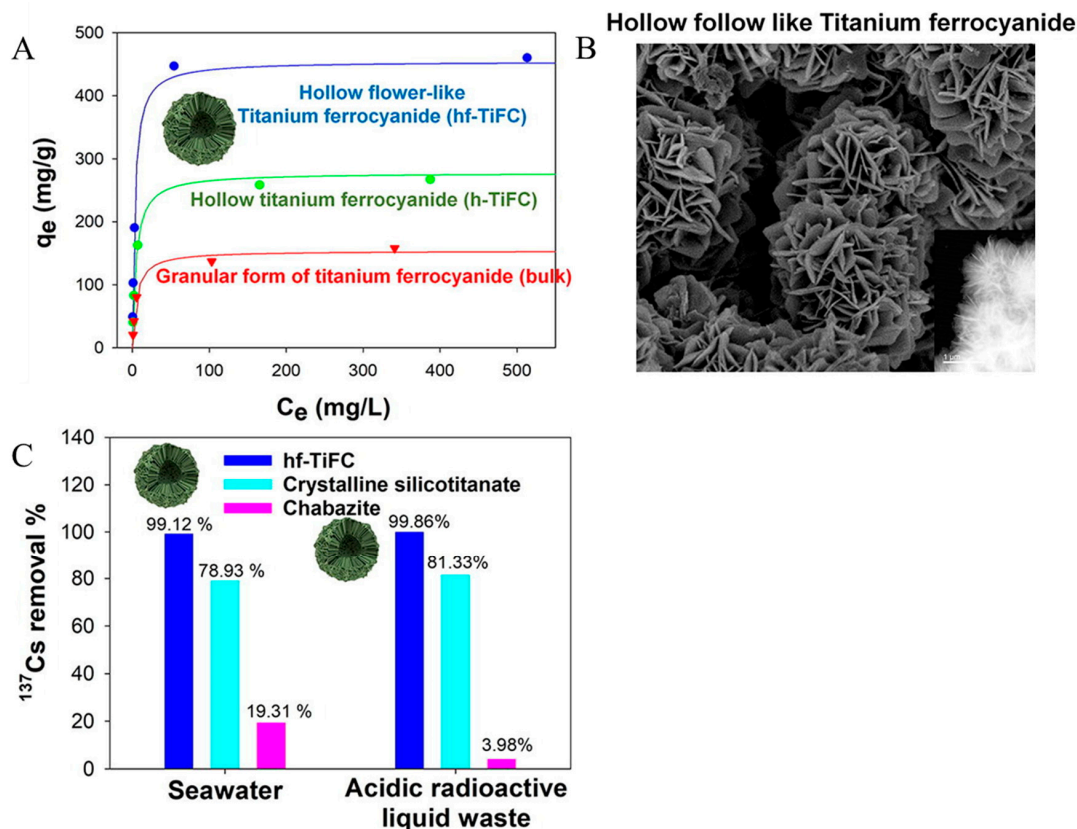 A
500
400
300
200
100
0
qe (mg/g)
Hollow flower-like
Titanium ferrocyanide (hf-TiFC)
Hollow titanium ferrocyanide (h-TiFC)
Granular form of titanium ferrocyanide (bulk)
0 100 200 300 400 500
Ce (mg/L)
Hollow follow like Titanium ferrocyanide
B
1 µm
C
140
120
100
80
60
40
20
0
137Cs removal %
hf-TiFC
Crystalline silicotitanate
Chabazite
99.12 %
78.93 %
19.31 %
99.86%
81.33%
3.98%
Seawater
Acidic radioactive
liquid waste